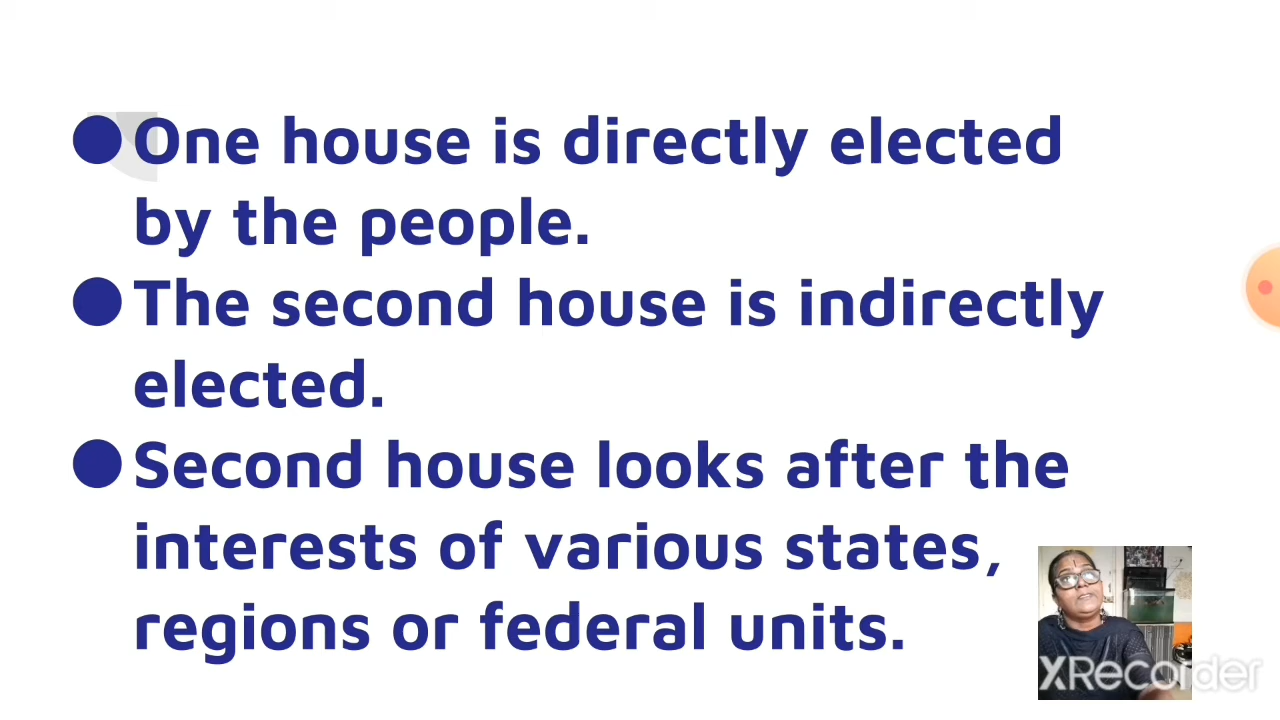 ● One house is directly elected
by the people.
● The second house is indirectly
elected.
● Second house looks after the
interests of various states,
regions or federal units.
XRecorder